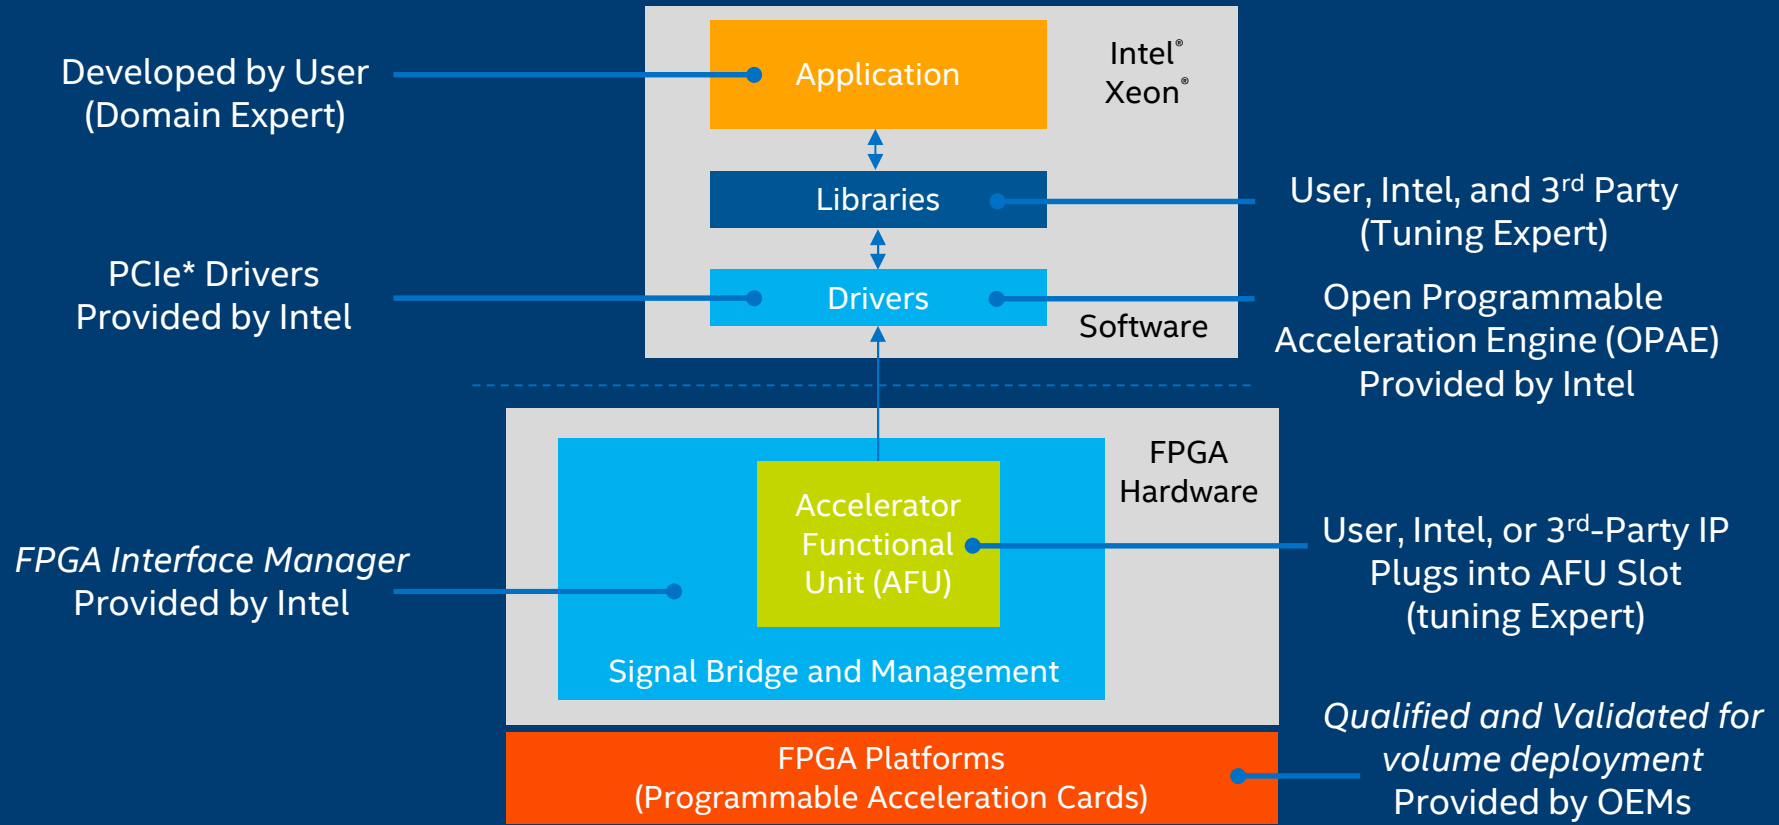 Developed by User
(Domain Expert)
Application
Intel®
Xeon®
Libraries
User, Intel, and 3rd Party
(Tuning Expert)
PCIe* Drivers
Provided by Intel
Drivers
Software
Open Programmable
Acceleration Engine (OPAE)
Provided by Intel
FPGA
Hardware
Accelerator
Functional
Unit (AFU)
FPGA Interface Manager
Provided by Intel
User, Intel, or 3rd-Party IP
Plugs into AFU Slot
(tuning Expert)
Signal Bridge and Management
FPGA Platforms
(Programmable Acceleration Cards)
Qualified and Validated for
volume deployment
Provided by OEMs